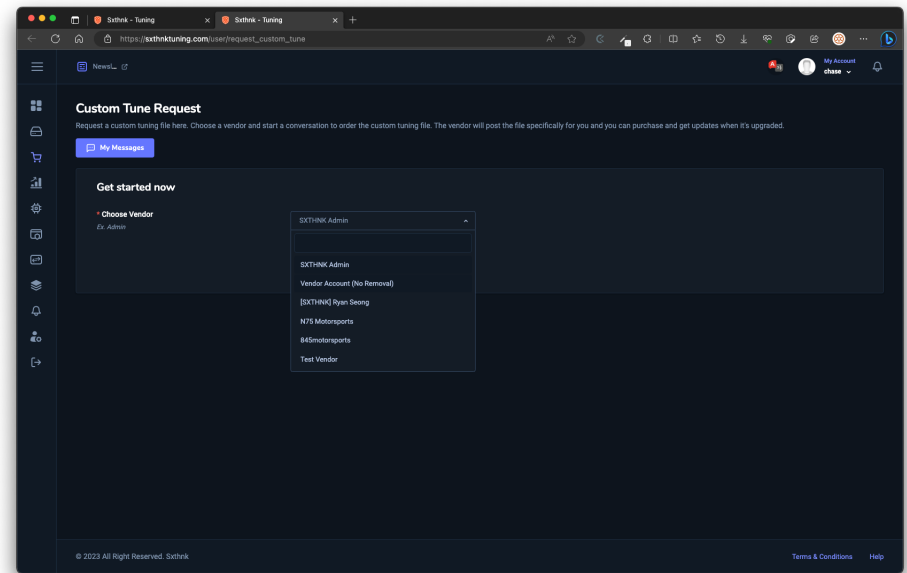 Sxthnk - Tuning
Sxthnk - Tuning
https://sxthnktuning.com/user/request_custom_tune
Newsl...
My Account
chase
Custom Tune Request
Request a custom tuning file here. Choose a vendor and start a conversation to order the custom tuning file. The vendor will post the file specifically for you and you can purchase and get updates when it's upgraded.
My Messages
Get started now
* Choose Vendor
Ex. Admin
SXTHNK Admin
SXTHNK Admin
Vendor Account (No Removal)
[SXTHNK] Ryan Seong
N75 Motorsports
845motorsports
Test Vendor
© 2023 All Right Reserved. Sxthnk
Terms & Conditions
Help